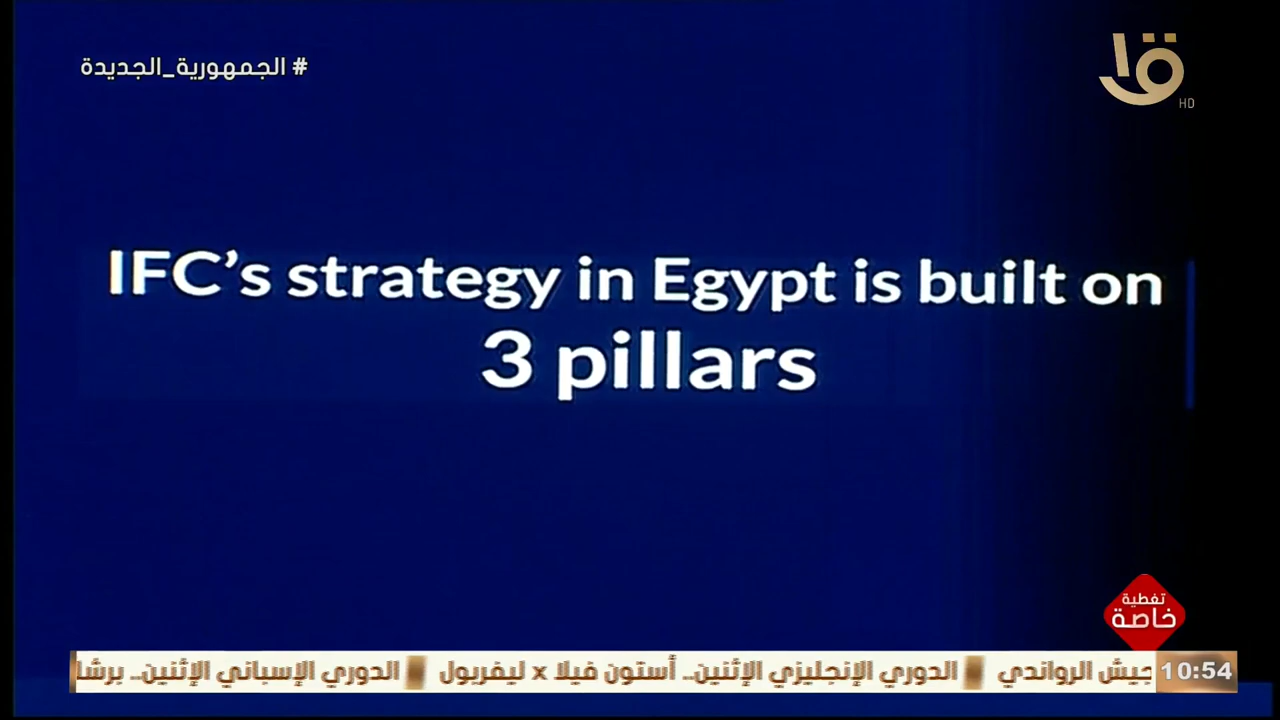 # الجمهورية_الجديدة
HD
IFC's strategy in Egypt is built on
3 pillars
تغطية
خاصة
جيش الرواندي الدوري الإنجليزي الإثنين.. أستون فيلا x ليفربول الدوري الإسباني الإثنين.. برشا
10:54